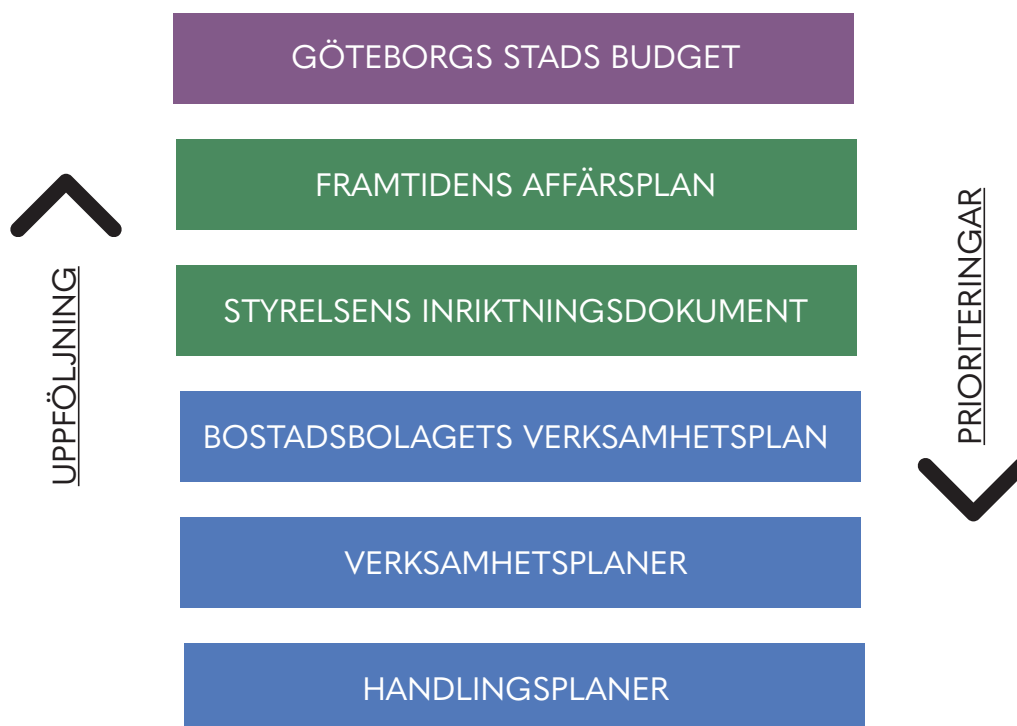 GÖTEBORGS STADS BUDGET
FRAMTIDENS AFFÄRSPLAN
STYRELSENS INRIKTNINGSDOKUMENT
BOSTADSBOLAGETS VERKSAMHETSPLAN
VERKSAMHETSPLANER
HANDLINGSPLANER
UPPFÖLJNING
PRIORITERINGAR